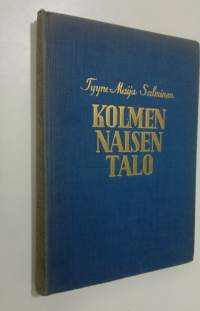 Tyyne-Maija Salminen
KOLMEN
NAISEN
TALO